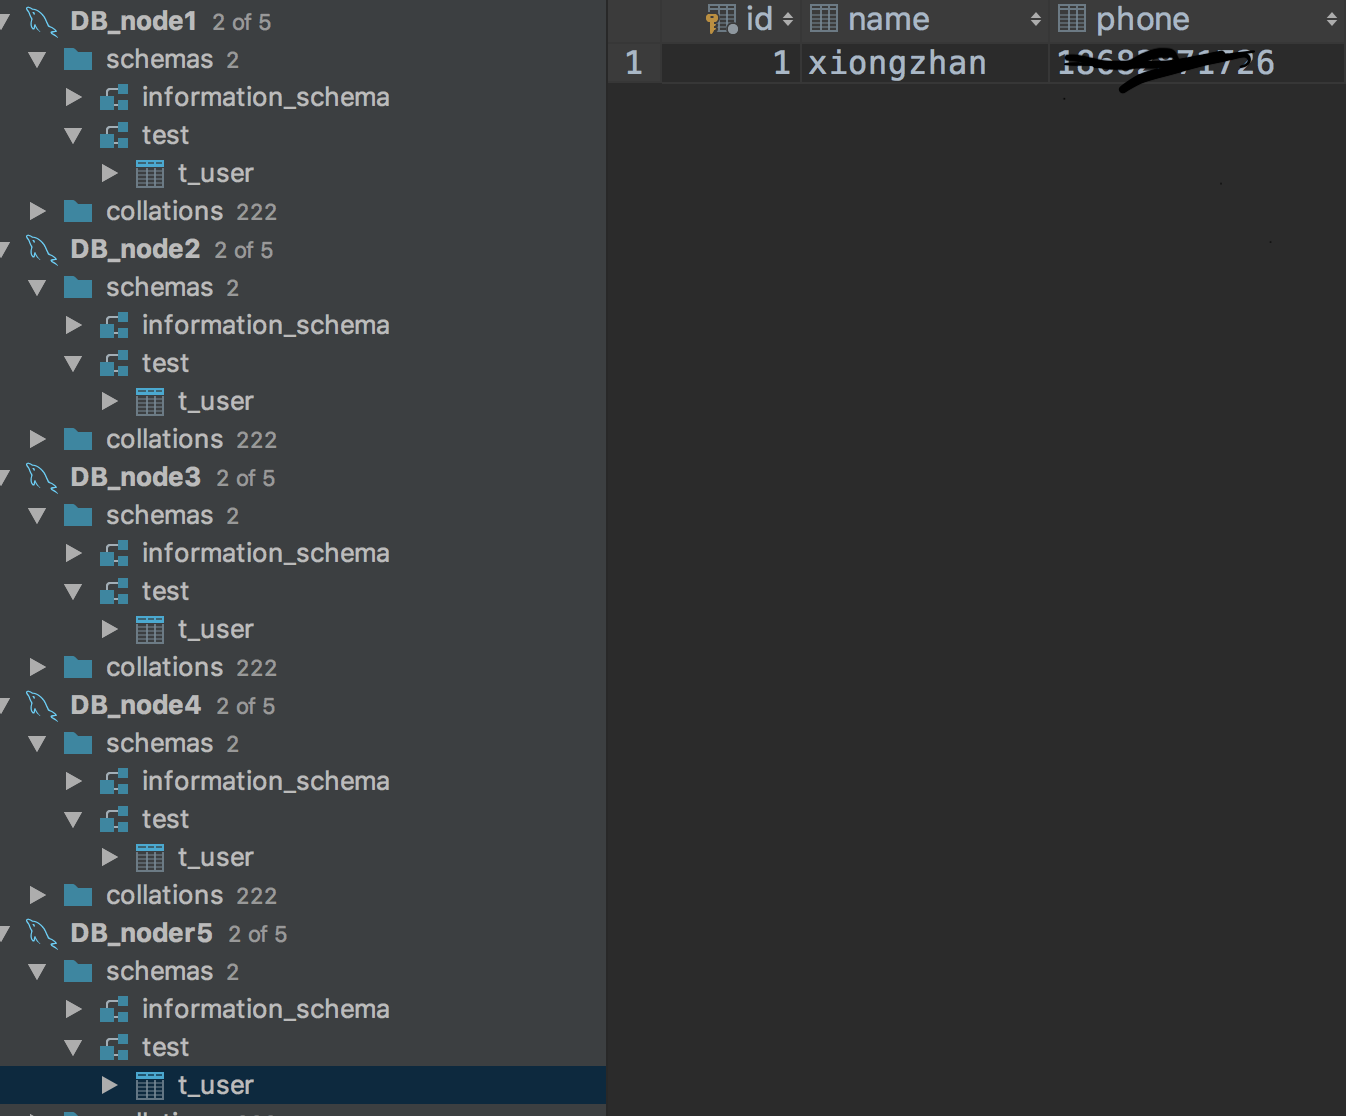 DB_node1 2 of 5
schemas 2
information_schema
test
t_user
collations 222
DB_node2 2 of 5
schemas 2
information_schema
test
t_user
collations 222
DB_node3 2 of 5
schemas 2
information_schema
test
t_user
collations 222
DB_node4 2 of 5
schemas 2
information_schema
test
t_user
collations 222
DB_noder5 2 of 5
schemas 2
information_schema
test
t_user
id name phone
1 1 xiongzhan